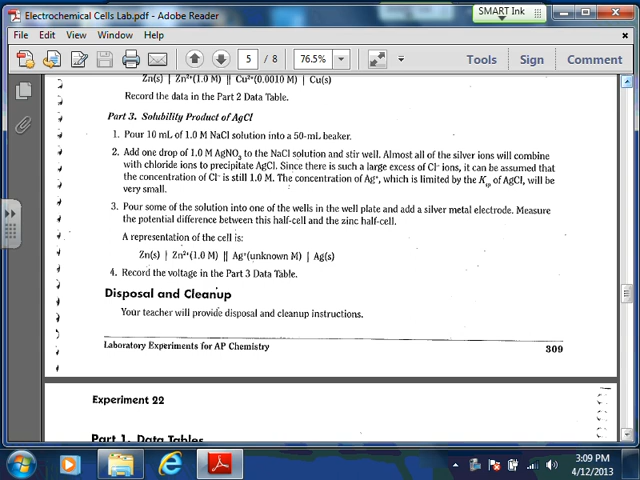 Electrochemical Cells Lab.pdf - Adobe Reader
SMART Ink
File Edit View Window Help
5 / 8 76.5% Tools Sign Comment
Zn(s) | Zn²⁺(1.0 M) || Cu²⁺(0.0010 M) | Cu(s)
Record the data in the Part 2 Data Table.
Part 3. Solubility Product of AgCl
1. Pour 10 mL of 1.0 M NaCl solution into a 50-mL beaker.
2. Add one drop of 1.0 M AgNO₃ to the NaCl solution and stir well. Almost all of the silver ions will combine
with chloride ions to precipitate AgCl. Since there is such a large excess of Cl⁻ ions, it can be assumed that
the concentration of Cl⁻ is still 1.0 M. The concentration of Ag⁺, which is limited by the Ksp of AgCl, will be
very small.
3. Pour some of the solution into one of the wells in the well plate and add a silver metal electrode. Measure
the potential difference between this half-cell and the zinc half-cell.
A representation of the cell is:
Zn(s) | Zn²⁺(1.0 M) || Ag⁺(unknown M) | Ag(s)
4. Record the voltage in the Part 3 Data Table.
Disposal and Cleanup
Your teacher will provide disposal and cleanup instructions.
Laboratory Experiments for AP Chemistry 309
Experiment 22
Part 1. Data Tables
3:09 PM
4/12/2013